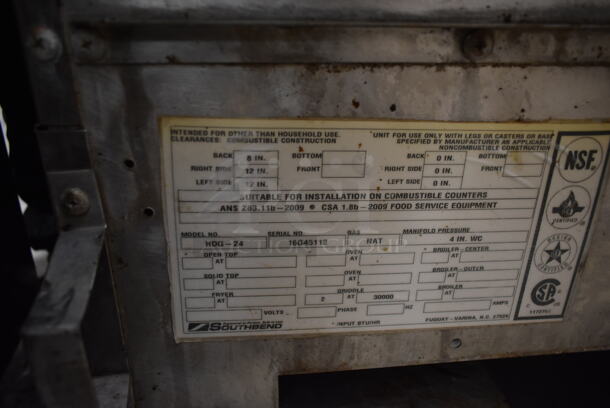 INTENDED FOR OTHER THAN HOUSEHOLD USE.
CLEARANCES: COMBUSTIBLE CONSTRUCTION
UNIT FOR USE ONLY WITH LEGS OR CASTERS OR BASE
SPECIFIED BY MANUFACTURER AS APPLICABLE
NONCOMBUSTIBLE CONSTRUCTION
BACK 6 IN. BOTTOM BACK 0 IN. BOTTOM
RIGHT SIDE 12 IN. FRONT RIGHT SIDE 0 IN. FRONT
LEFT SIDE 12 IN. LEFT SIDE 0 IN.
SUITABLE FOR INSTALLATION ON COMBUSTIBLE COUNTERS
ANS Z83.11b-2009 • CSA 1.8b-2009 FOOD SERVICE EQUIPMENT
MODEL NO. SERIAL NO. GAS MANIFOLD PRESSURE
HDG-24 NAT 4 IN. WC
OPEN TOP AT OVEN AT BROILER-CENTER AT
SOLID TOP AT OVEN AT BROILER-OUTER AT
FRYER AT GRIDDLE 2 AT 30000 BROILER AT
VOLTS PHASE HZ AMPS
SOUTHBEND
INPUT BTU/HR
FUQUAY-VARINA, N.C. 27526
NSF
CERTIFIED